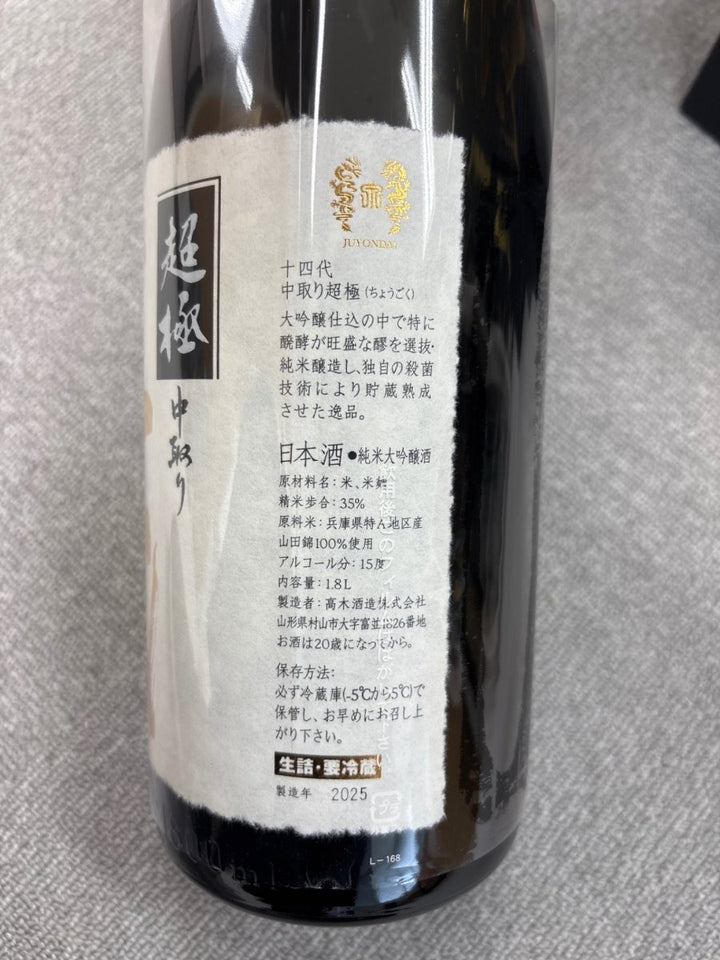 超極
中取り
JUYONDAI
十四代
中取り超極(ちょうごく)
大吟醸仕込の中で特に
醗酵が旺盛な醪を選抜・
純米醸造し、独自の殺菌
技術により貯蔵熟成
させた逸品。
日本酒●純米大吟醸酒
原材料名：米、米麹
精米歩合：35%
原料米：兵庫県特A地区産
山田錦100%使用
アルコール分：15度
内容量：1.8L
製造者：高木酒造株式会社
山形県村山市大字富並1826番地
お酒は20歳になってから。
保存方法：
必ず冷蔵庫(-5℃から5℃)で
保管し、お早めにお召し上
がり下さい。
生詰・要冷蔵
製造年 2025
プラ
L-168